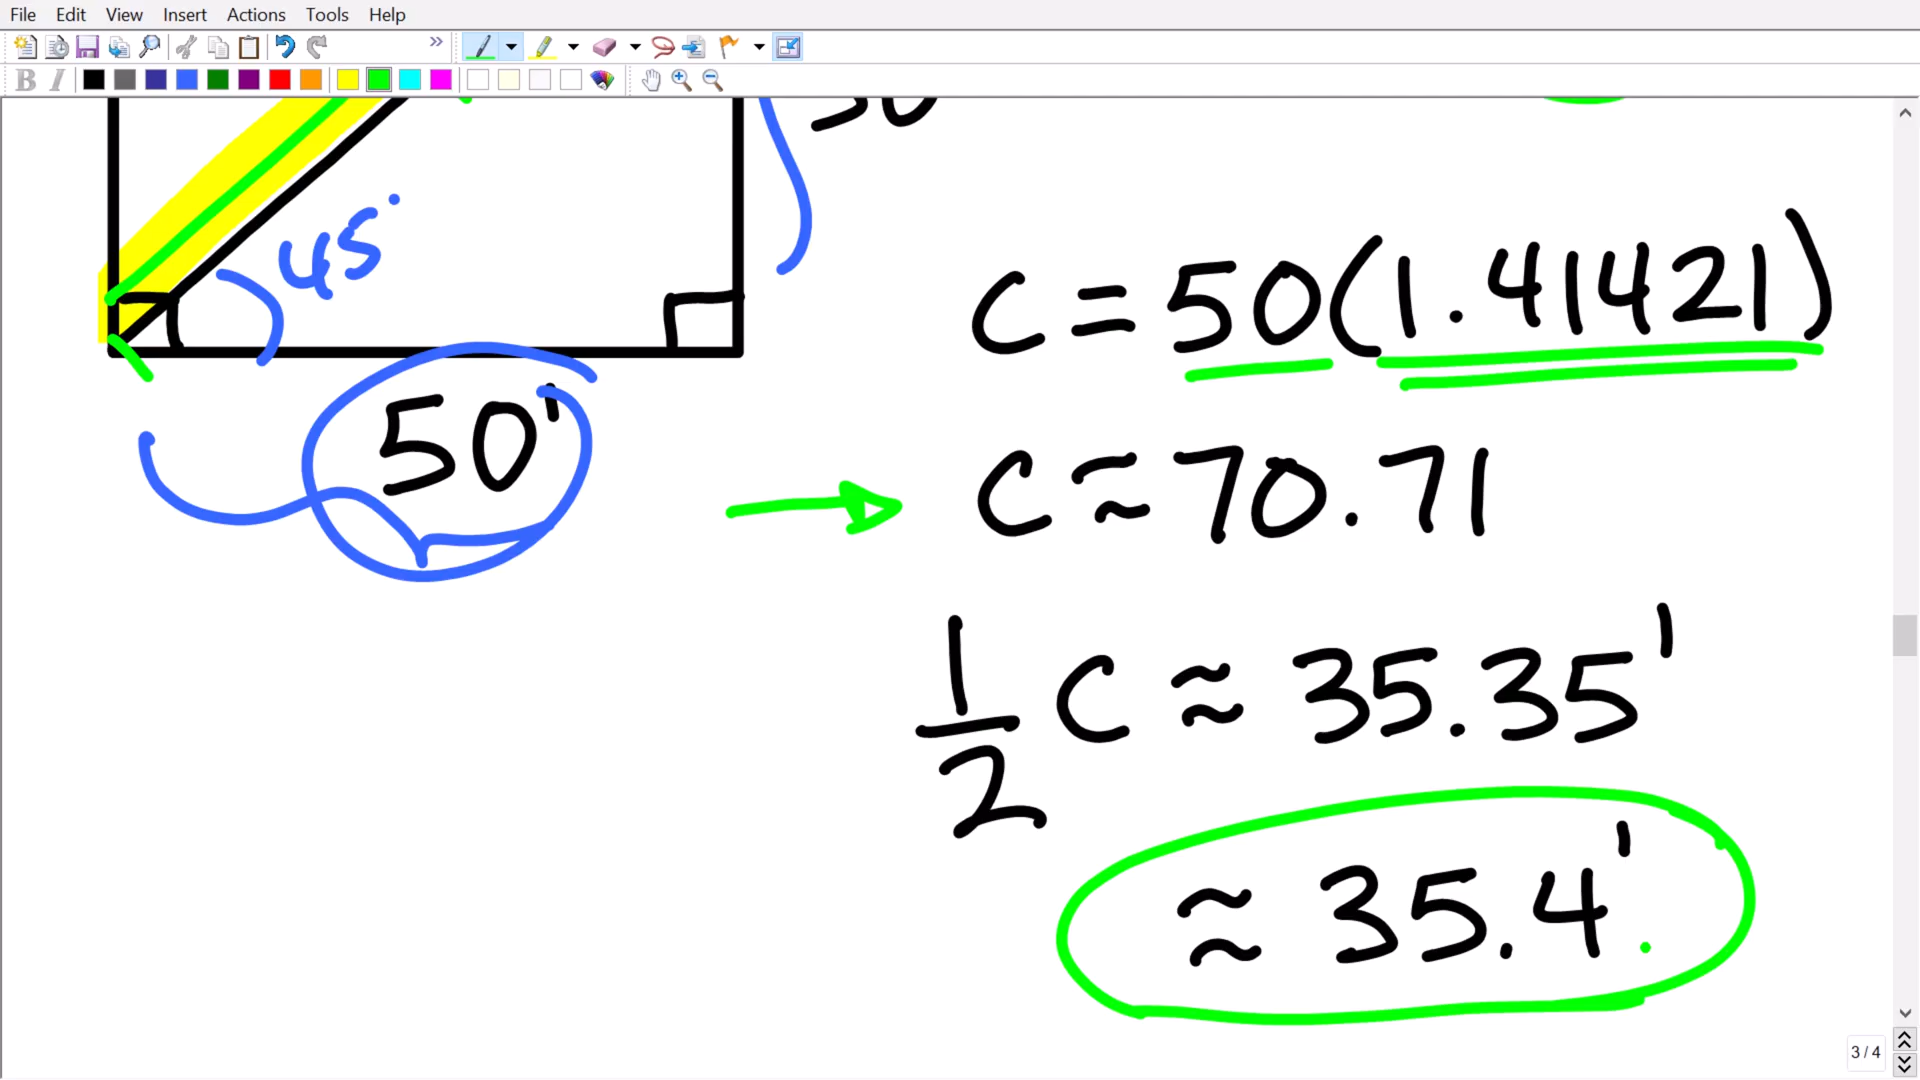 File Edit View Insert Actions Tools Help
B I
45°
50'
C = 50(1.41421)
C ≈ 70.71
1/2 C ≈ 35.35'
≈ 35.4'
3 / 4